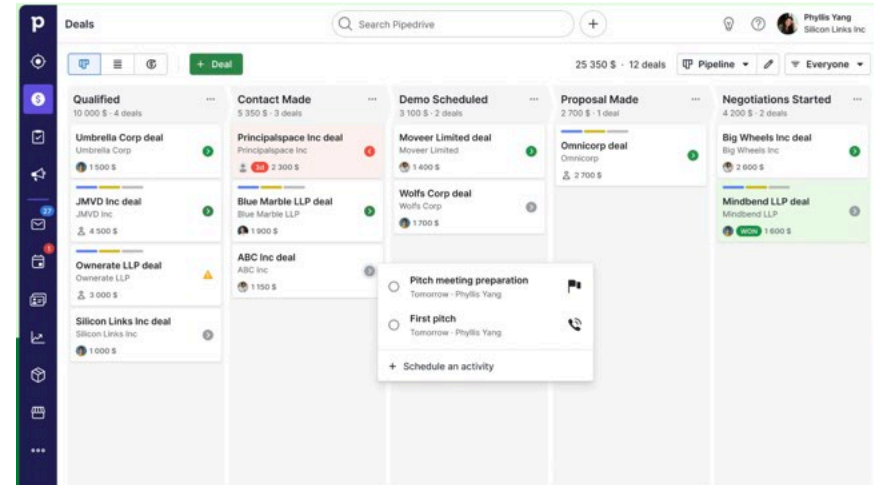 p
Deals
Search Pipedrive
+
Phyllis Yang
Silicon Links Inc
+ Deal
25 350 $ · 12 deals
Pipeline
Everyone
Qualified
10 000 $ · 4 deals
Umbrella Corp deal
Umbrella Corp
1 500 $
JMVD Inc deal
JMVD Inc
4 500 $
Ownerate LLP deal
Ownerate LLP
3 000 $
Silicon Links Inc deal
Silicon Links Inc
1 000 $
Contact Made
5 350 $ · 3 deals
Principalspace Inc deal
Principalspace Inc
3d 2 300 $
Blue Marble LLP deal
Blue Marble LLP
1 900 $
ABC Inc deal
ABC Inc
1 150 $
Demo Scheduled
3 100 $ · 2 deals
Moveer Limited deal
Moveer Limited
1 400 $
Wolfs Corp deal
Wolfs Corp
1 700 $
Proposal Made
2 700 $ · 1 deal
Omnicorp deal
Omnicorp
2 700 $
Negotiations Started
4 200 $ · 2 deals
Big Wheels Inc deal
Big Wheels Inc
2 600 $
Mindbend LLP deal
Mindbend LLP
WON 1 600 $
Pitch meeting preparation
Tomorrow · Phyllis Yang
First pitch
Tomorrow · Phyllis Yang
+ Schedule an activity
27
1